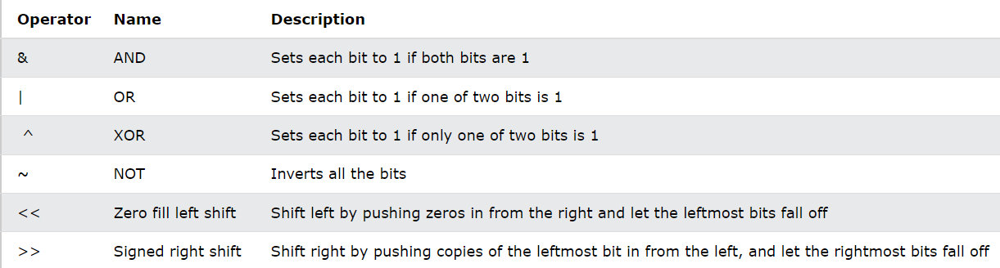 Operator Name Description
& AND Sets each bit to 1 if both bits are 1
| OR Sets each bit to 1 if one of two bits is 1
^ XOR Sets each bit to 1 if only one of two bits is 1
~ NOT Inverts all the bits
<< Zero fill left shift Shift left by pushing zeros in from the right and let the leftmost bits fall off
>> Signed right shift Shift right by pushing copies of the leftmost bit in from the left, and let the rightmost bits fall off